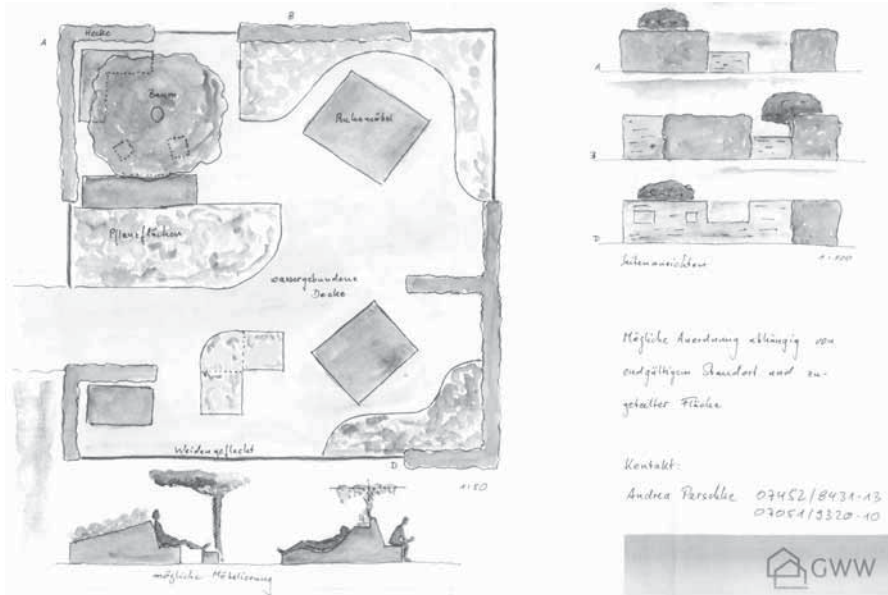 A
B
Hecke
Baum
Ruhemöbel
Pflanzflächen
wassergebundene
Decke
Weidengeflecht
D
1:50
mögliche Möbelierung
A
B
D
Seitenansichten
1:100
Mögliche Anordnung abhängig von
endgültigem Standort und zu-
geteilter Fläche
Kontakt:
Andrea Parschke 07452/8431-13
07051/9320-10
GWW